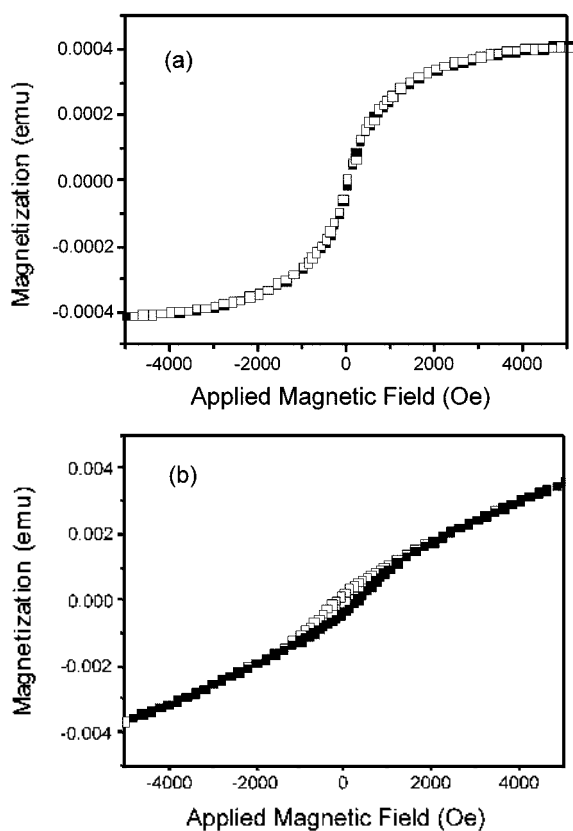 (a)
Magnetization (emu)
0.0004
0.0002
0.0000
-0.0002
-0.0004
-4000 -2000 0 2000 4000
Applied Magnetic Field (Oe)
(b)
Magnetization (emu)
0.004
0.002
0.000
-0.002
-0.004
-4000 -2000 0 2000 4000
Applied Magnetic Field (Oe)